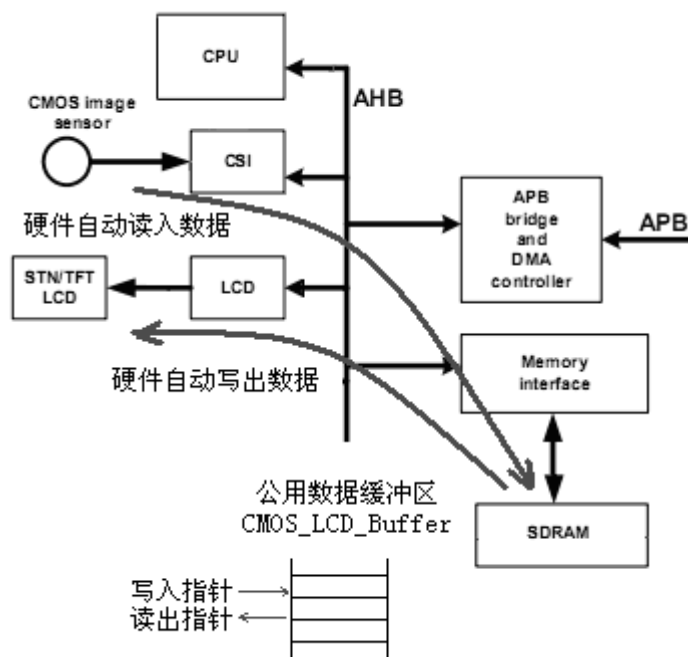 CPU
AHB
CMOS image
sensor
CSI
硬件自动读入数据
APB
bridge
and
DMA
controller
APB
STN/TFT
LCD
LCD
硬件自动写出数据
Memory
interface
公用数据缓冲区
CMOS_LCD_Buffer
SDRAM
写入指针
读出指针